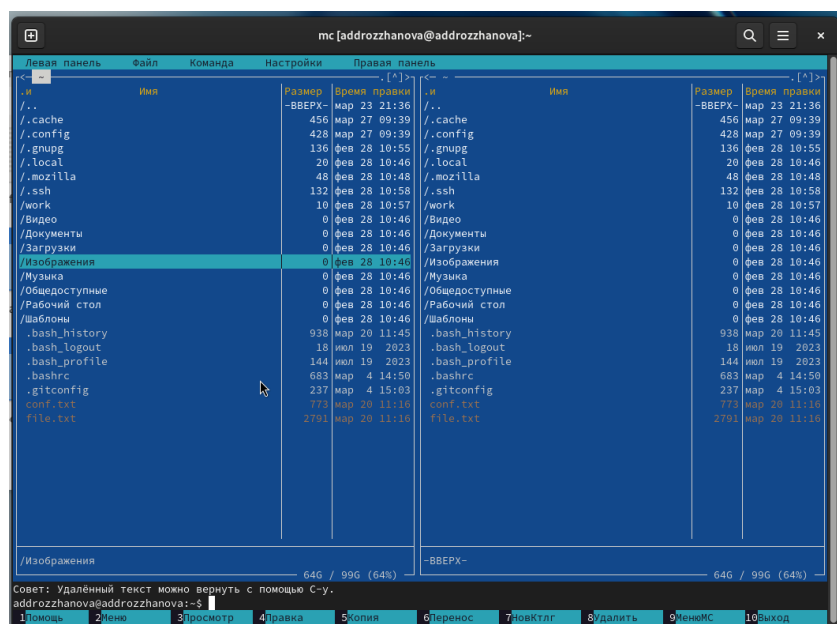 mc [addrozzhanova@addrozzhanova]:~
Левая панель Файл Команда Настройки Правая панель
<— ~ .[^]> <— ~ .[^]>
.и Имя Размер Время правки .и Имя Размер Время правки
/.. -ВВЕРХ- мар 23 21:36 /.. -ВВЕРХ- мар 23 21:36
/.cache 456 мар 27 09:39 /.cache 456 мар 27 09:39
/.config 428 мар 27 09:39 /.config 428 мар 27 09:39
/.gnupg 136 фев 28 10:55 /.gnupg 136 фев 28 10:55
/.local 20 фев 28 10:46 /.local 20 фев 28 10:46
/.mozilla 48 фев 28 10:48 /.mozilla 48 фев 28 10:48
/.ssh 132 фев 28 10:58 /.ssh 132 фев 28 10:58
/work 10 фев 28 10:57 /work 10 фев 28 10:57
/Видео 0 фев 28 10:46 /Видео 0 фев 28 10:46
/Документы 0 фев 28 10:46 /Документы 0 фев 28 10:46
/Загрузки 0 фев 28 10:46 /Загрузки 0 фев 28 10:46
/Изображения 0 фев 28 10:46 /Изображения 0 фев 28 10:46
/Музыка 0 фев 28 10:46 /Музыка 0 фев 28 10:46
/Общедоступные 0 фев 28 10:46 /Общедоступные 0 фев 28 10:46
/Рабочий стол 0 фев 28 10:46 /Рабочий стол 0 фев 28 10:46
/Шаблоны 0 фев 28 10:46 /Шаблоны 0 фев 28 10:46
.bash_history 938 мар 20 11:45 .bash_history 938 мар 20 11:45
.bash_logout 18 июл 19 2023 .bash_logout 18 июл 19 2023
.bash_profile 144 июл 19 2023 .bash_profile 144 июл 19 2023
.bashrc 683 мар 4 14:50 .bashrc 683 мар 4 14:50
.gitconfig 237 мар 4 15:03 .gitconfig 237 мар 4 15:03
conf.txt 773 мар 20 11:16 conf.txt 773 мар 20 11:16
file.txt 2791 мар 20 11:16 file.txt 2791 мар 20 11:16
/Изображения -ВВЕРХ-
64G / 99G (64%) 64G / 99G (64%)
Совет: Удалённый текст можно вернуть с помощью C-y.
addrozzhanova@addrozzhanova:~$
1Помощь 2Меню 3Просмотр 4Правка 5Копия 6Перенос 7НовКтлг 8Удалить 9МенюМС 10Выход